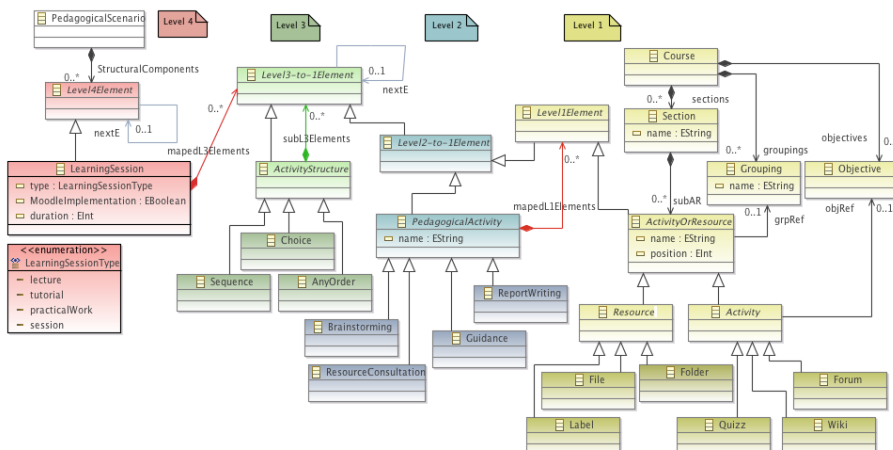 PedagogicalScenario
Level 4
Level 3
Level 2
Level 1
StructuralComponents
0..*
Level4Element
nextE
0..1
mapedL3Elements
LearningSession
type : LearningSessionType
MoodleImplementation : EBoolean
duration : EInt
<<enumeration>>
LearningSessionType
lecture
tutorial
practicalWork
session
Level3-to-1Element
0..1
nextE
0..*
0..*
subL3Elements
ActivityStructure
Choice
Sequence
AnyOrder
Level2-to-1Element
PedagogicalActivity
name : EString
mapedL1Elements
0..*
Brainstorming
ResourceConsultation
Guidance
ReportWriting
Level1Element
Course
0..*
sections
Section
name : EString
groupings
0..*
objectives
0..
Grouping
name : EString
Objective
0..*
subAR
0..1
grpRef
objRef
0..1
ActivityOrResource
name : EString
position : EInt
Resource
Activity
File
Folder
Label
Forum
Quizz
Wiki